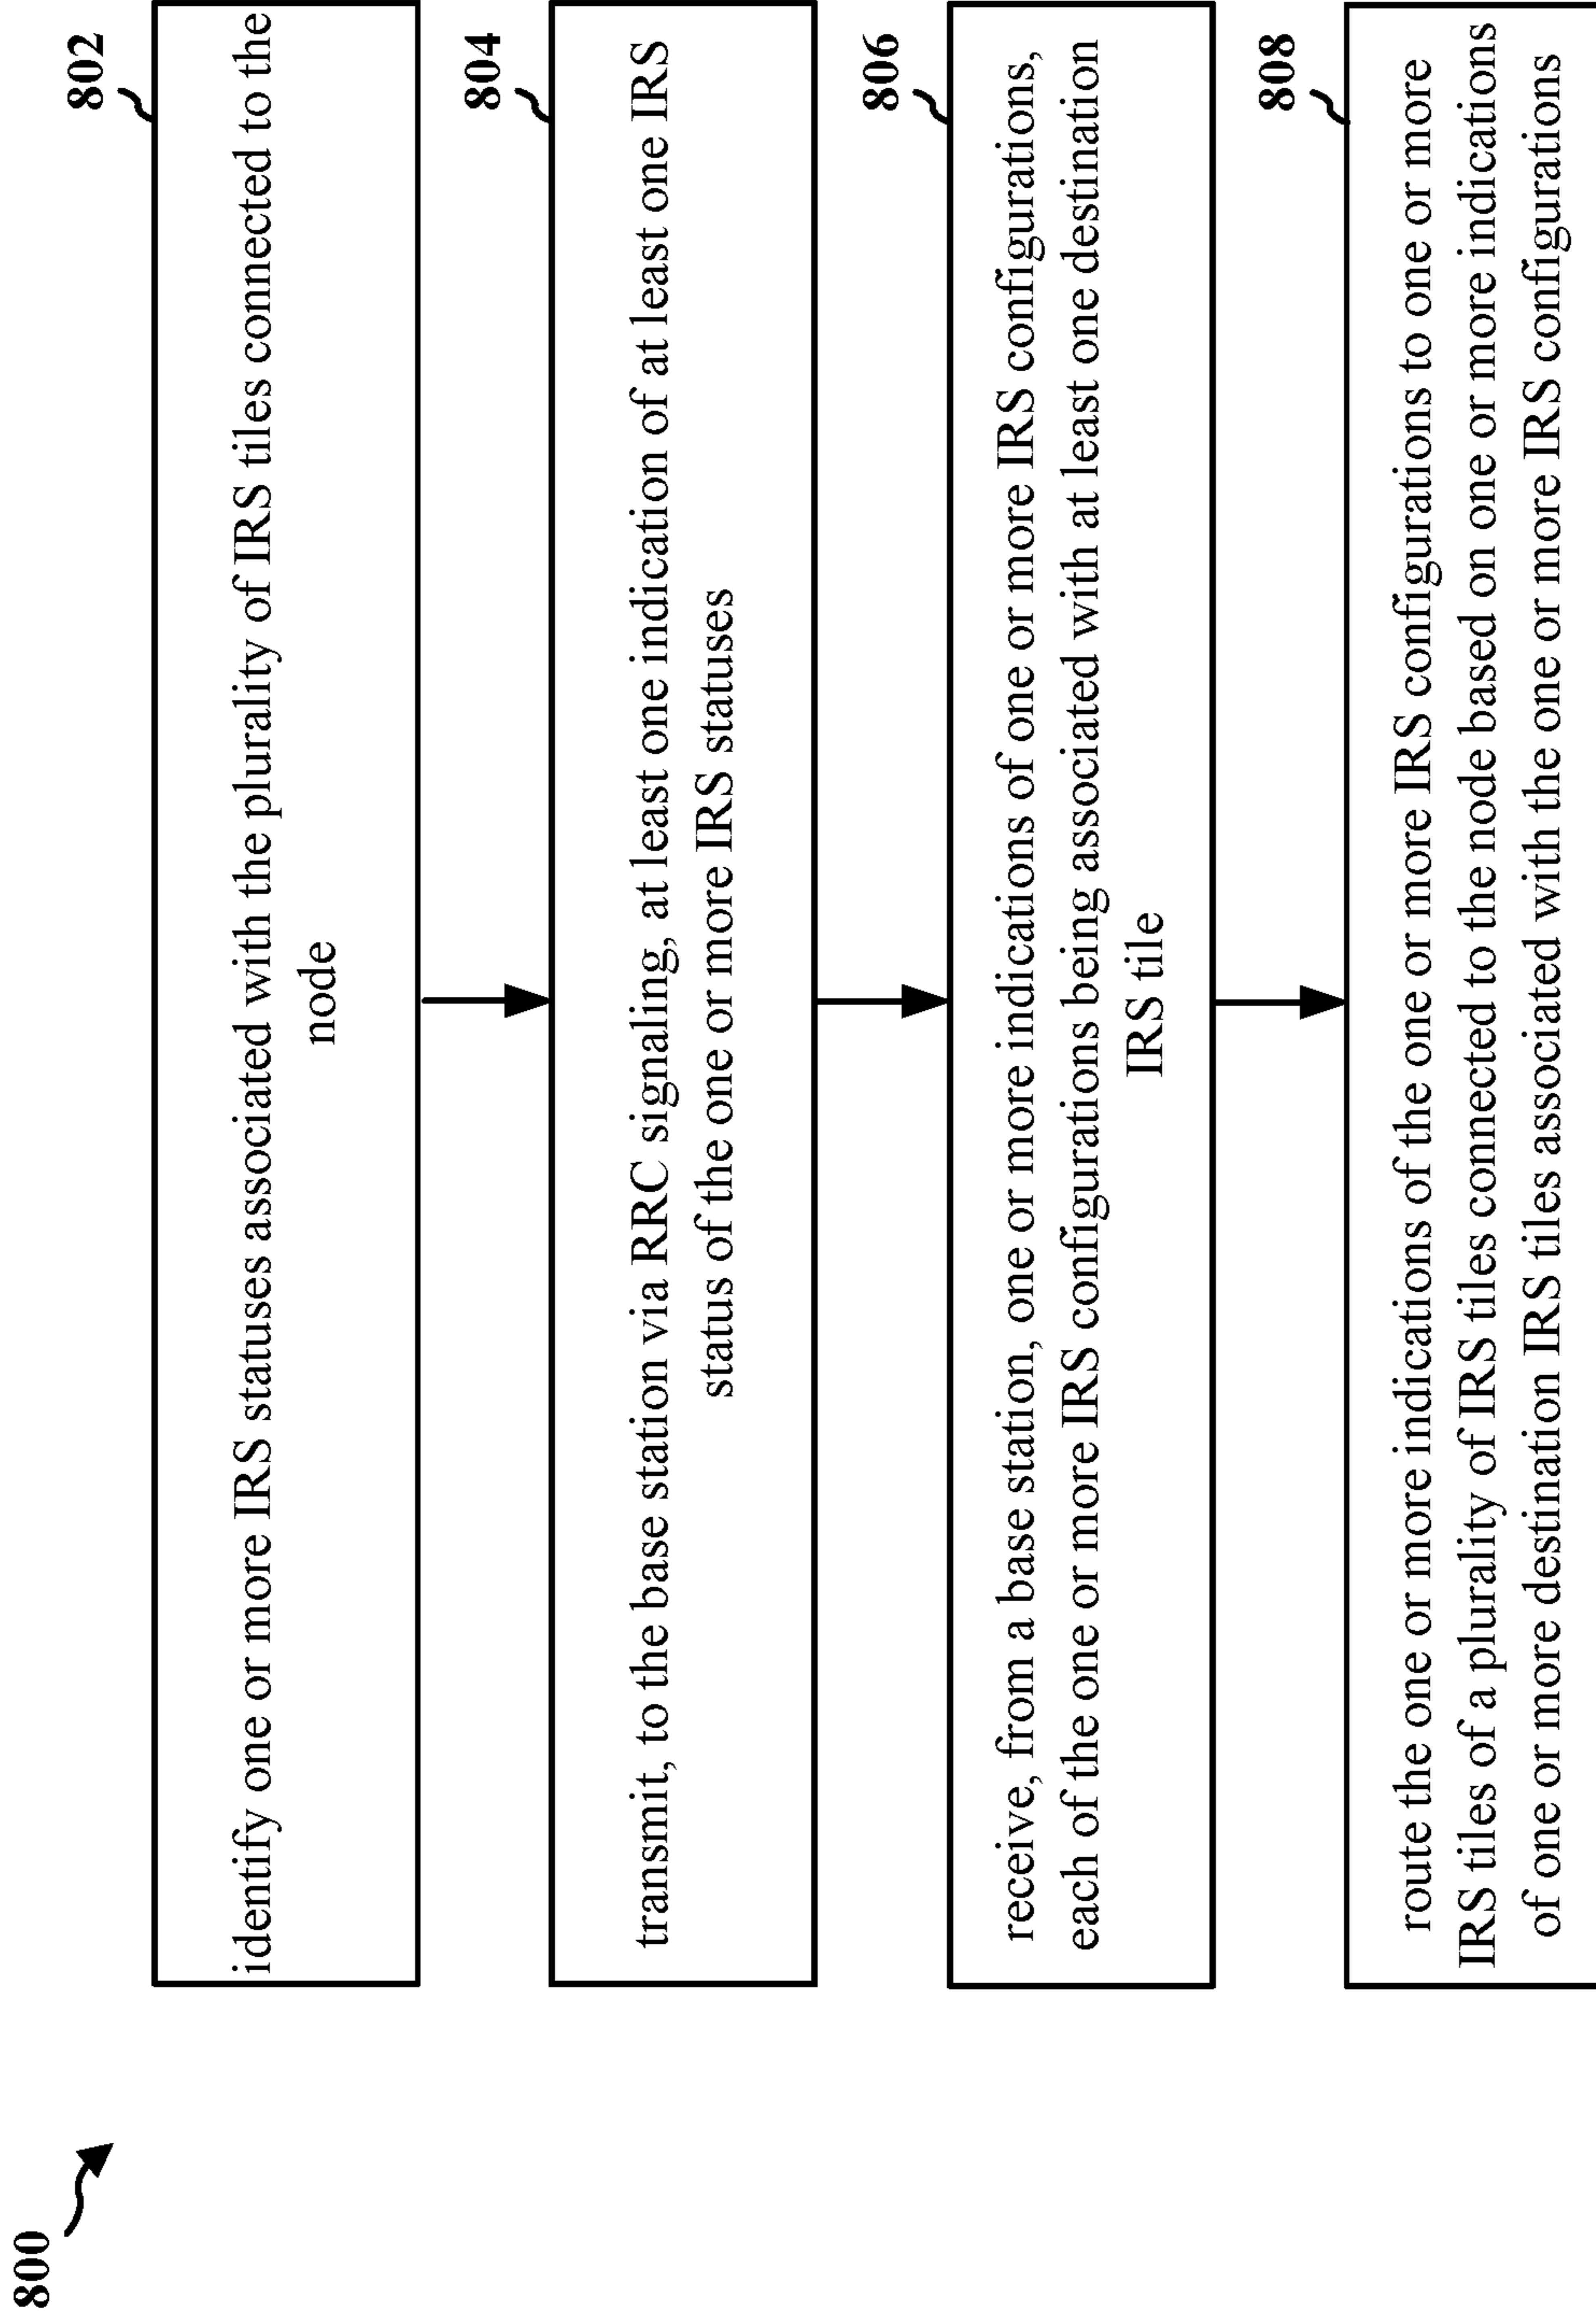 800
802
identify one or more IRS statuses associated with the plurality of IRS tiles connected to the
node
804
transmit, to the base station via RRC signaling, at least one indication of at least one IRS
status of the one or more IRS statuses
806
receive, from a base station, one or more indications of one or more IRS configurations,
each of the one or more IRS configurations being associated with at least one destination
IRS tile
808
route the one or more indications of the one or more IRS configurations to one or more
IRS tiles of a plurality of IRS tiles connected to the node based on one or more indications
of one or more destination IRS tiles associated with the one or more IRS configurations